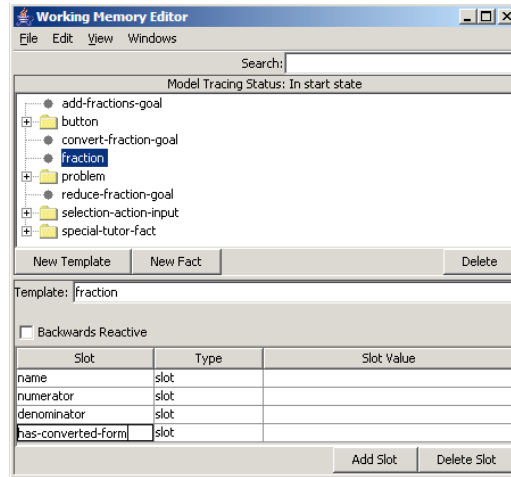 Working Memory Editor
File Edit View Windows
Search:
Model Tracing Status: In start state
add-fractions-goal
button
convert-fraction-goal
fraction
problem
reduce-fraction-goal
selection-action-input
special-tutor-fact
New Template New Fact Delete
Template: fraction
Backwards Reactive
Slot Type Slot Value
name slot
numerator slot
denominator slot
has-converted-form slot
Add Slot Delete Slot